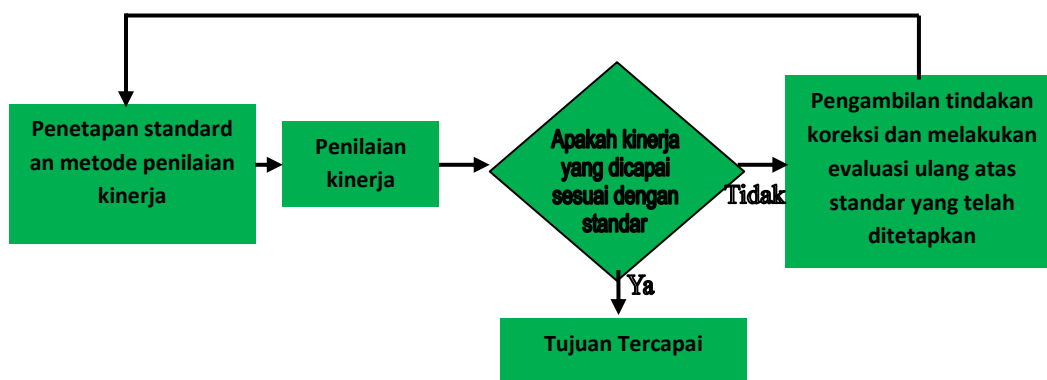 Penetapan standard
an metode penilaian
kinerja
Penilaian
kinerja
Apakah kinerja
yang dicapai
sesuai dengan
standar
Tidak
Pengambilan tindakan
koreksi dan melakukan
evaluasi ulang atas
standar yang telah
ditetapkan
Ya
Tujuan Tercapai